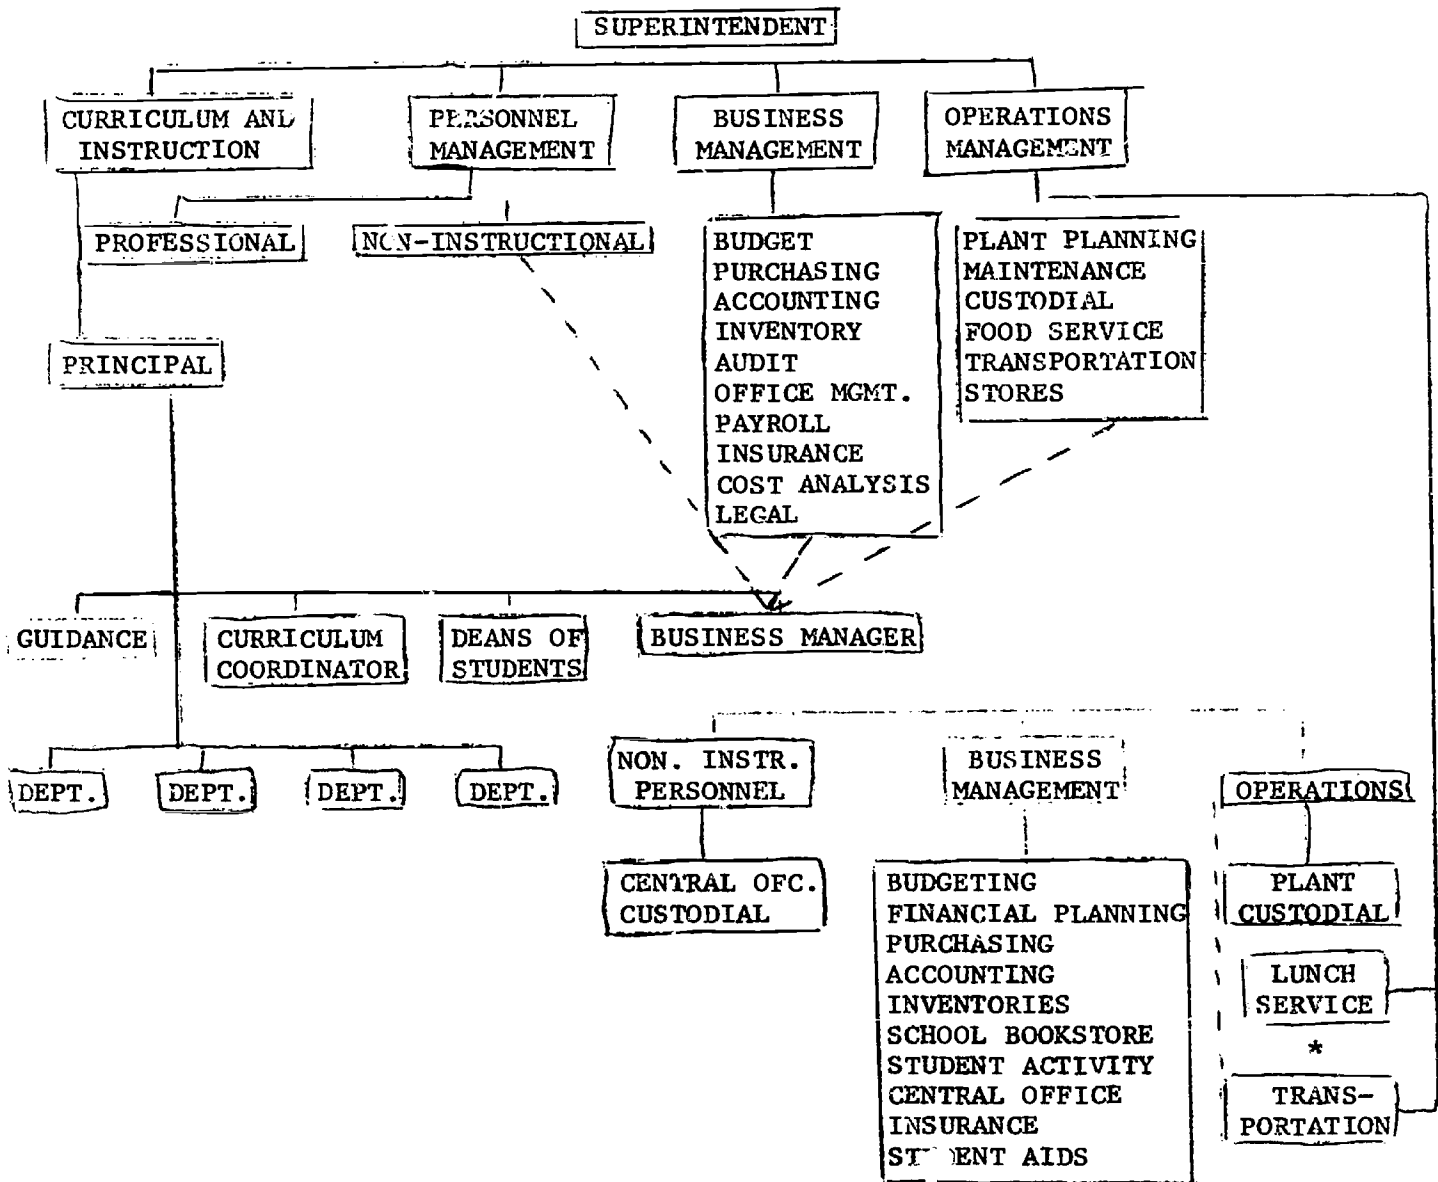 SUPERINTENDENT
CURRICULUM AND
INSTRUCTION
PERSONNEL
MANAGEMENT
BUSINESS
MANAGEMENT
OPERATIONS
MANAGEMENT
PROFESSIONAL
NON-INSTRUCTIONAL
BUDGET
PURCHASING
ACCOUNTING
INVENTORY
AUDIT
OFFICE MGMT.
PAYROLL
INSURANCE
COST ANALYSIS
LEGAL
PLANT PLANNING
MAINTENANCE
CUSTODIAL
FOOD SERVICE
TRANSPORTATION
STORES
PRINCIPAL
GUIDANCE
CURRICULUM
COORDINATOR
DEANS OF
STUDENTS
BUSINESS MANAGER
DEPT.
DEPT.
DEPT.
DEPT.
NON. INSTR.
PERSONNEL
BUSINESS
MANAGEMENT
OPERATIONS
CENTRAL OFC.
CUSTODIAL
BUDGETING
FINANCIAL PLANNING
PURCHASING
ACCOUNTING
INVENTORIES
SCHOOL BOOKSTORE
STUDENT ACTIVITY
CENTRAL OFFICE
INSURANCE
STUDENT AIDS
PLANT
CUSTODIAL
LUNCH
SERVICE
*
TRANS-
PORTATION